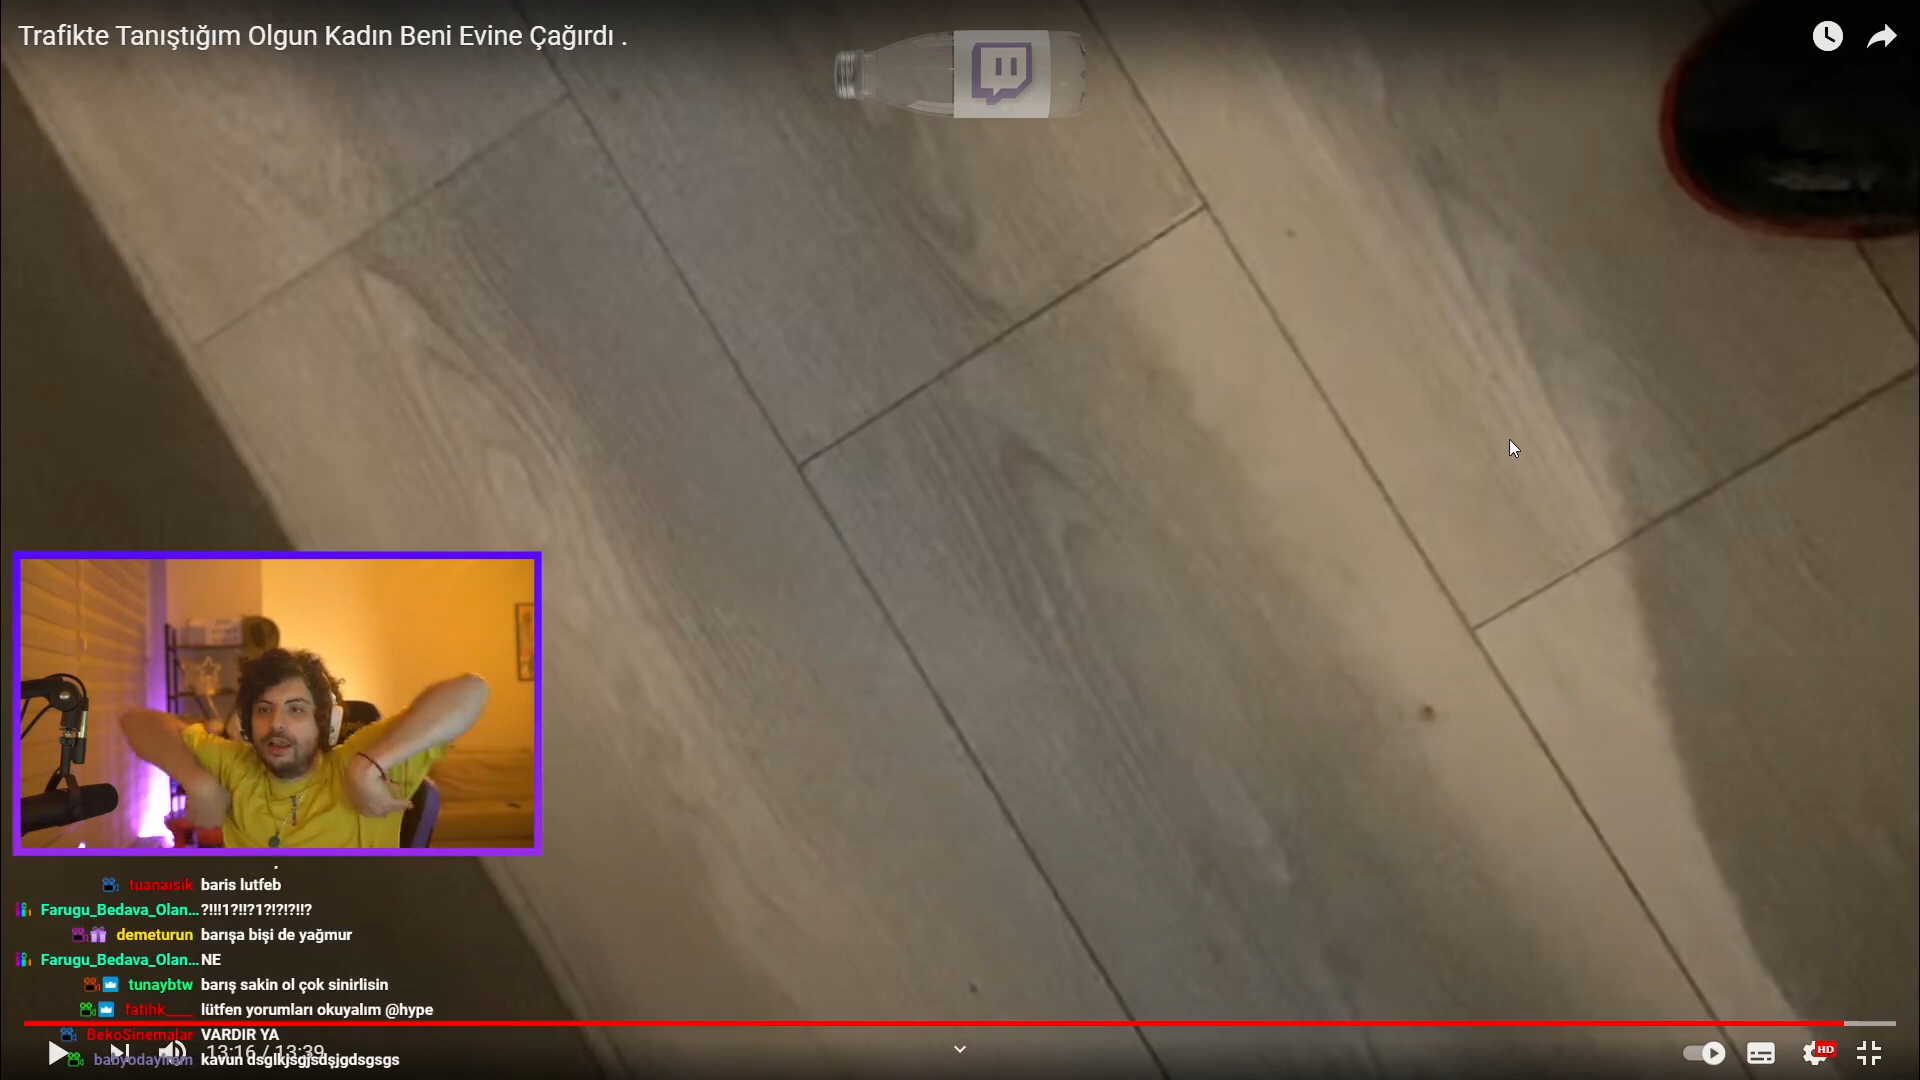 Trafikte Tanıştığım Olgun Kadın Beni Evine Çağırdı .
tuanaisik baris lutfeb
Farugu_Bedava_Olan... ?!!!1?!!?1?!?!?!!?
demeturun barışa bişi de yağmur
Farugu_Bedava_Olan... NE
tunaybtw barış sakin ol çok sinirlisin
fatihk____ lütfen yorumları okuyalım @hype
BekoSinemalar VARDIR YA
13:16 / 13:39
kavun dsglkjsgjsdşjgdsgsgs
HD